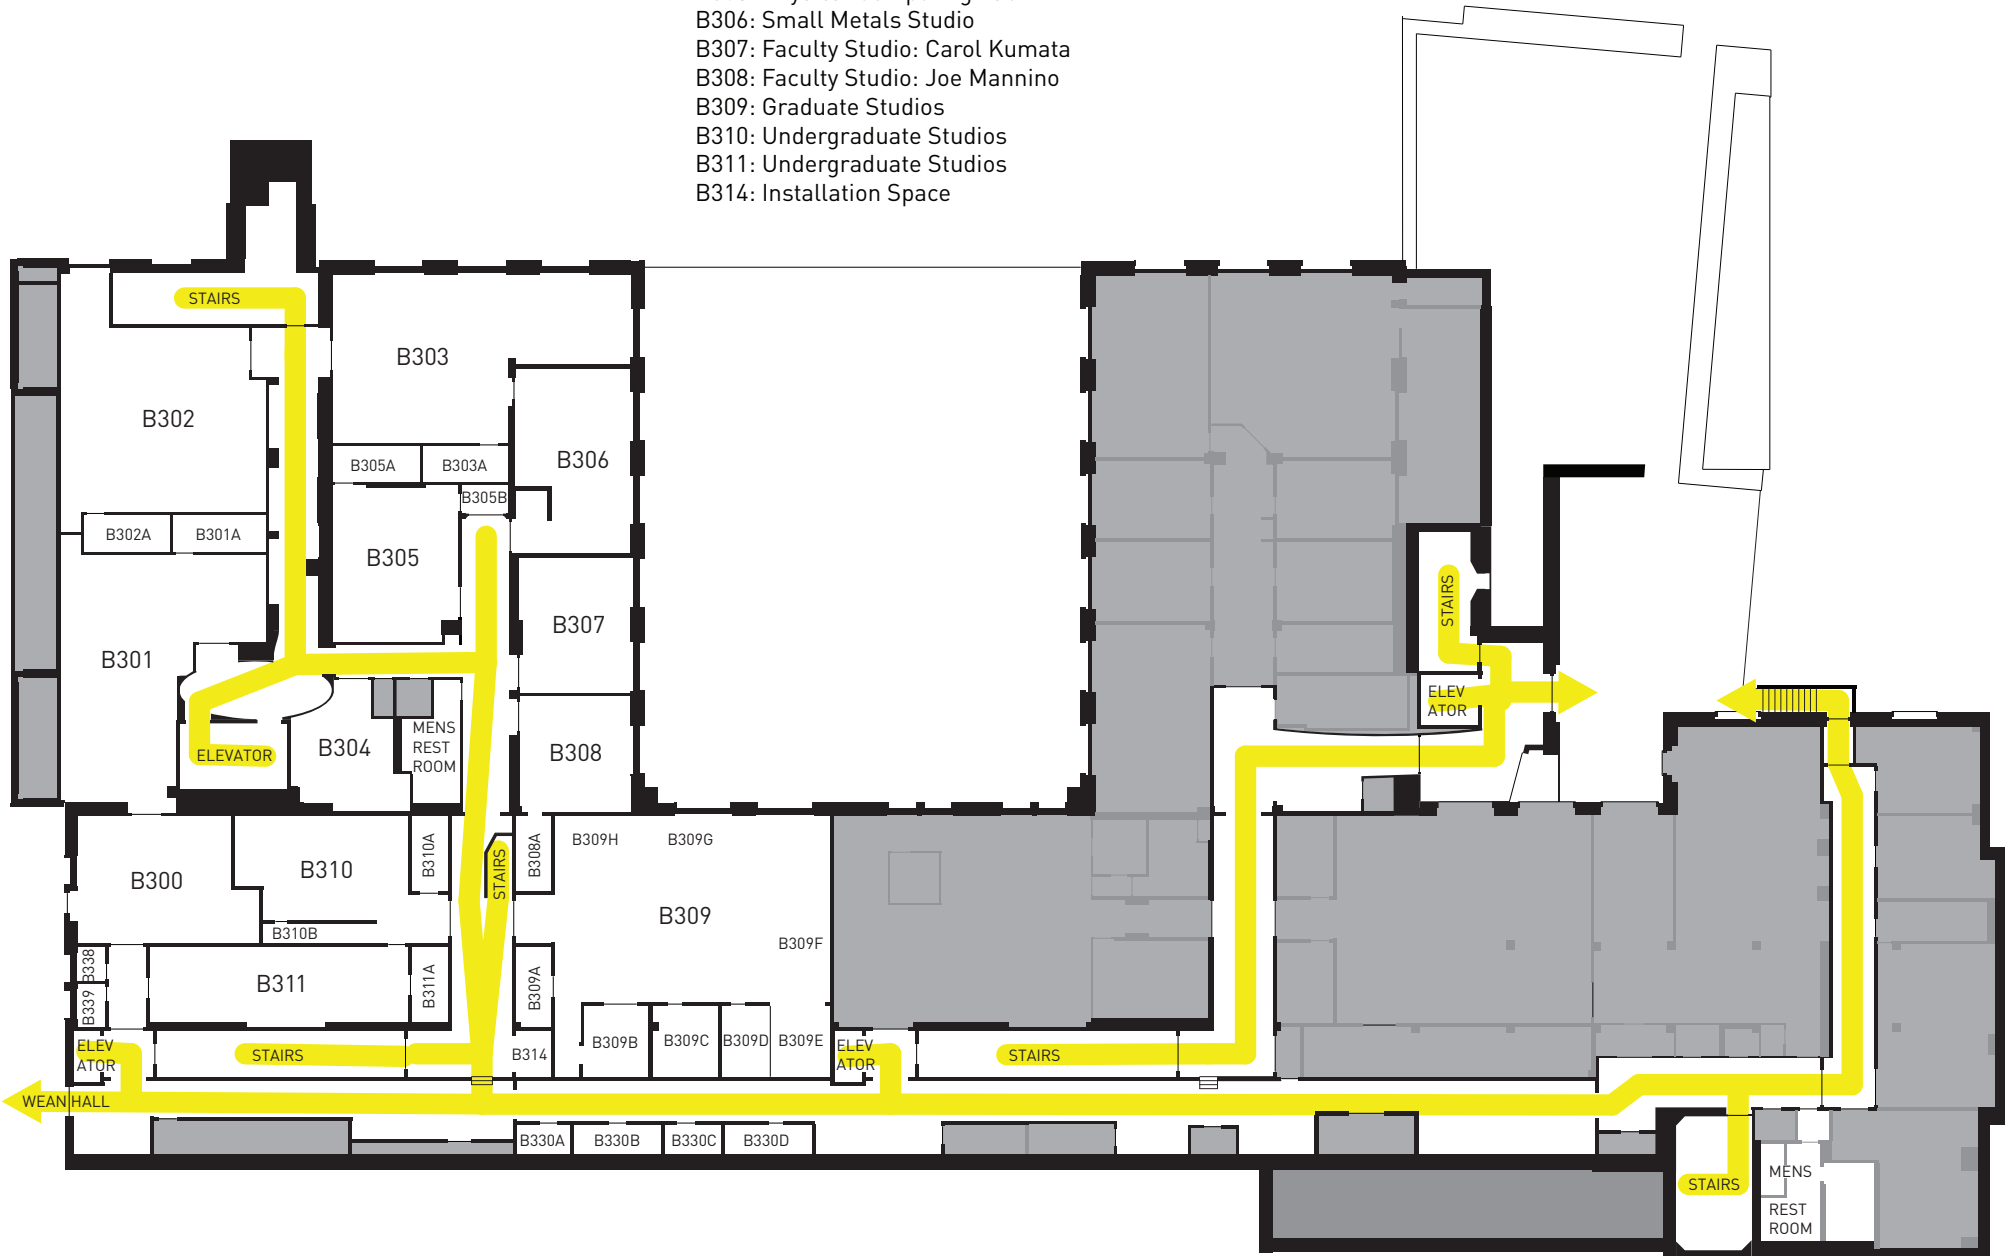 B306: Small Metals Studio
B307: Faculty Studio: Carol Kumata
B308: Faculty Studio: Joe Mannino
B309: Graduate Studios
B310: Undergraduate Studios
B311: Undergraduate Studios
B314: Installation Space
STAIRS
B303
B302
B305A
B303A
B306
B305B
B302A
B301A
B305
B307
B301
STAIRS
ELEV
ATOR
MENS
REST
ROOM
B304
B308
ELEVATOR
B309H
B309G
B310A
B308A
STAIRS
B300
B310
B309
B310B
B309F
B338
B311
B311A
B309A
B339
ELEV
ATOR
STAIRS
B314
B309B
B309C
B309D
B309E
ELEV
ATOR
STAIRS
WEAN HALL
B330A
B330B
B330C
B330D
STAIRS
MENS
REST
ROOM